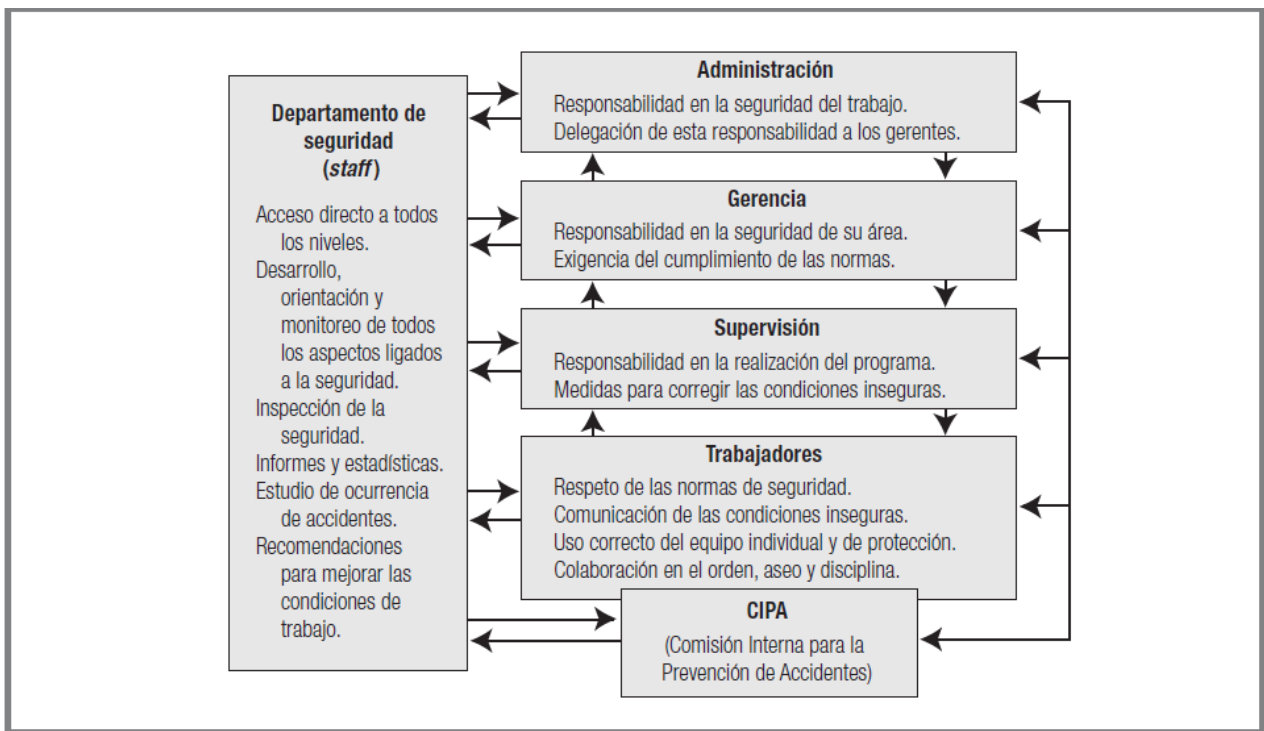 Departamento de
seguridad
(staff)
Acceso directo a todos
los niveles.
Desarrollo,
orientación y
monitoreo de todos
los aspectos ligados
a la seguridad.
Inspección de la
seguridad.
Informes y estadísticas.
Estudio de ocurrencia
de accidentes.
Recomendaciones
para mejorar las
condiciones de
trabajo.
Administración
Responsabilidad en la seguridad del trabajo.
Delegación de esta responsabilidad a los gerentes.
Gerencia
Responsabilidad en la seguridad de su área.
Exigencia del cumplimiento de las normas.
Supervisión
Responsabilidad en la realización del programa.
Medidas para corregir las condiciones inseguras.
Trabajadores
Respeto de las normas de seguridad.
Comunicación de las condiciones inseguras.
Uso correcto del equipo individual y de protección.
Colaboración en el orden, aseo y disciplina.
CIPA
(Comisión Interna para la
Prevención de Accidentes)